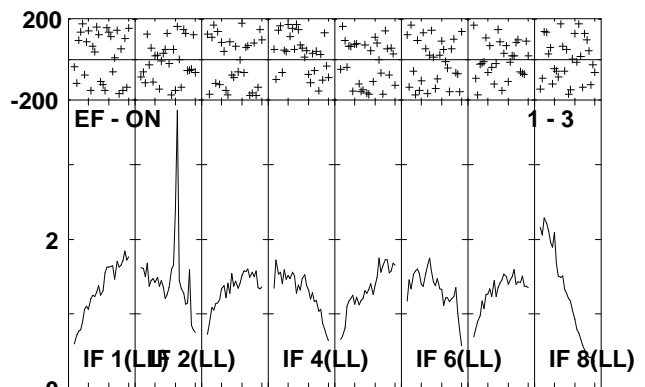 200
-200
EF - ON 1 - 3
2
IF 1(LL) IF 2(LL) IF 4(LL) IF 6(LL) IF 8(LL)
0